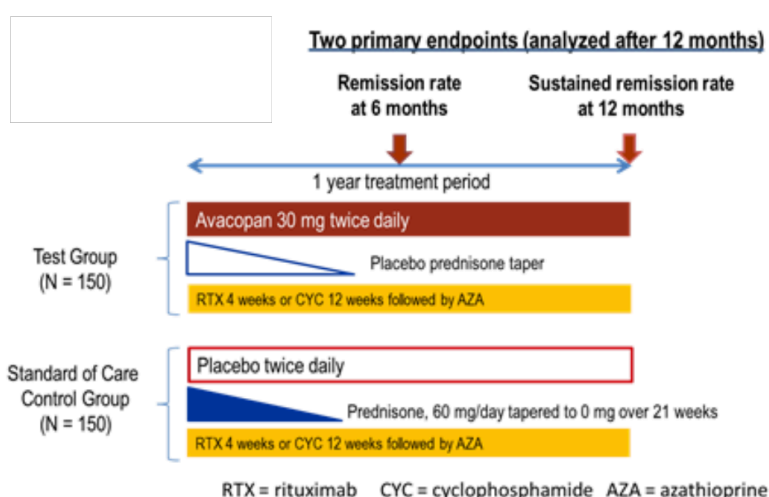 Two primary endpoints (analyzed after 12 months)
Remission rate
at 6 months
Sustained remission rate
at 12 months
1 year treatment period
Test Group
(N = 150)
Avacopan 30 mg twice daily
Placebo prednisone taper
RTX 4 weeks or CYC 12 weeks followed by AZA
Standard of Care
Control Group
(N = 150)
Placebo twice daily
Prednisone, 60 mg/day tapered to 0 mg over 21 weeks
RTX 4 weeks or CYC 12 weeks followed by AZA
RTX = rituximab CYC = cyclophosphamide AZA = azathioprine